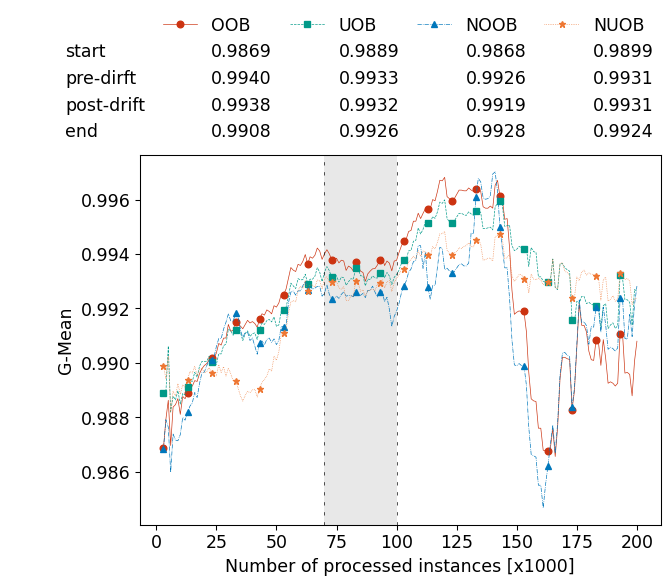 OOB UOB NOOB NUOB
start 0.9869 0.9889 0.9868 0.9899
pre-dirft 0.9940 0.9933 0.9926 0.9931
post-drift 0.9938 0.9932 0.9919 0.9931
end 0.9908 0.9926 0.9928 0.9924
0.996
0.994
0.992
0.990
0.988
0.986
G-Mean
0 25 50 75 100 125 150 175 200
Number of processed instances [x1000]